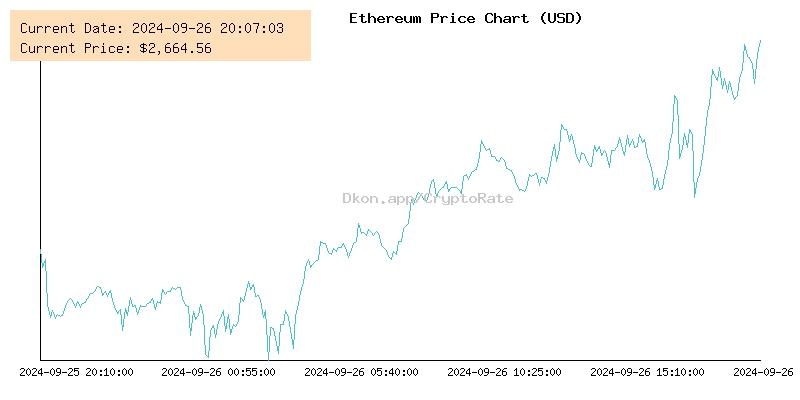 Ethereum Price Chart (USD)
Current Date: 2024-09-26 20:07:03
Current Price: $2,664.56
Dkon.app/CryptoRate
2024-09-25 20:10:00 2024-09-26 00:55:00 2024-09-26 05:40:00 2024-09-26 10:25:00 2024-09-26 15:10:00 2024-09-26